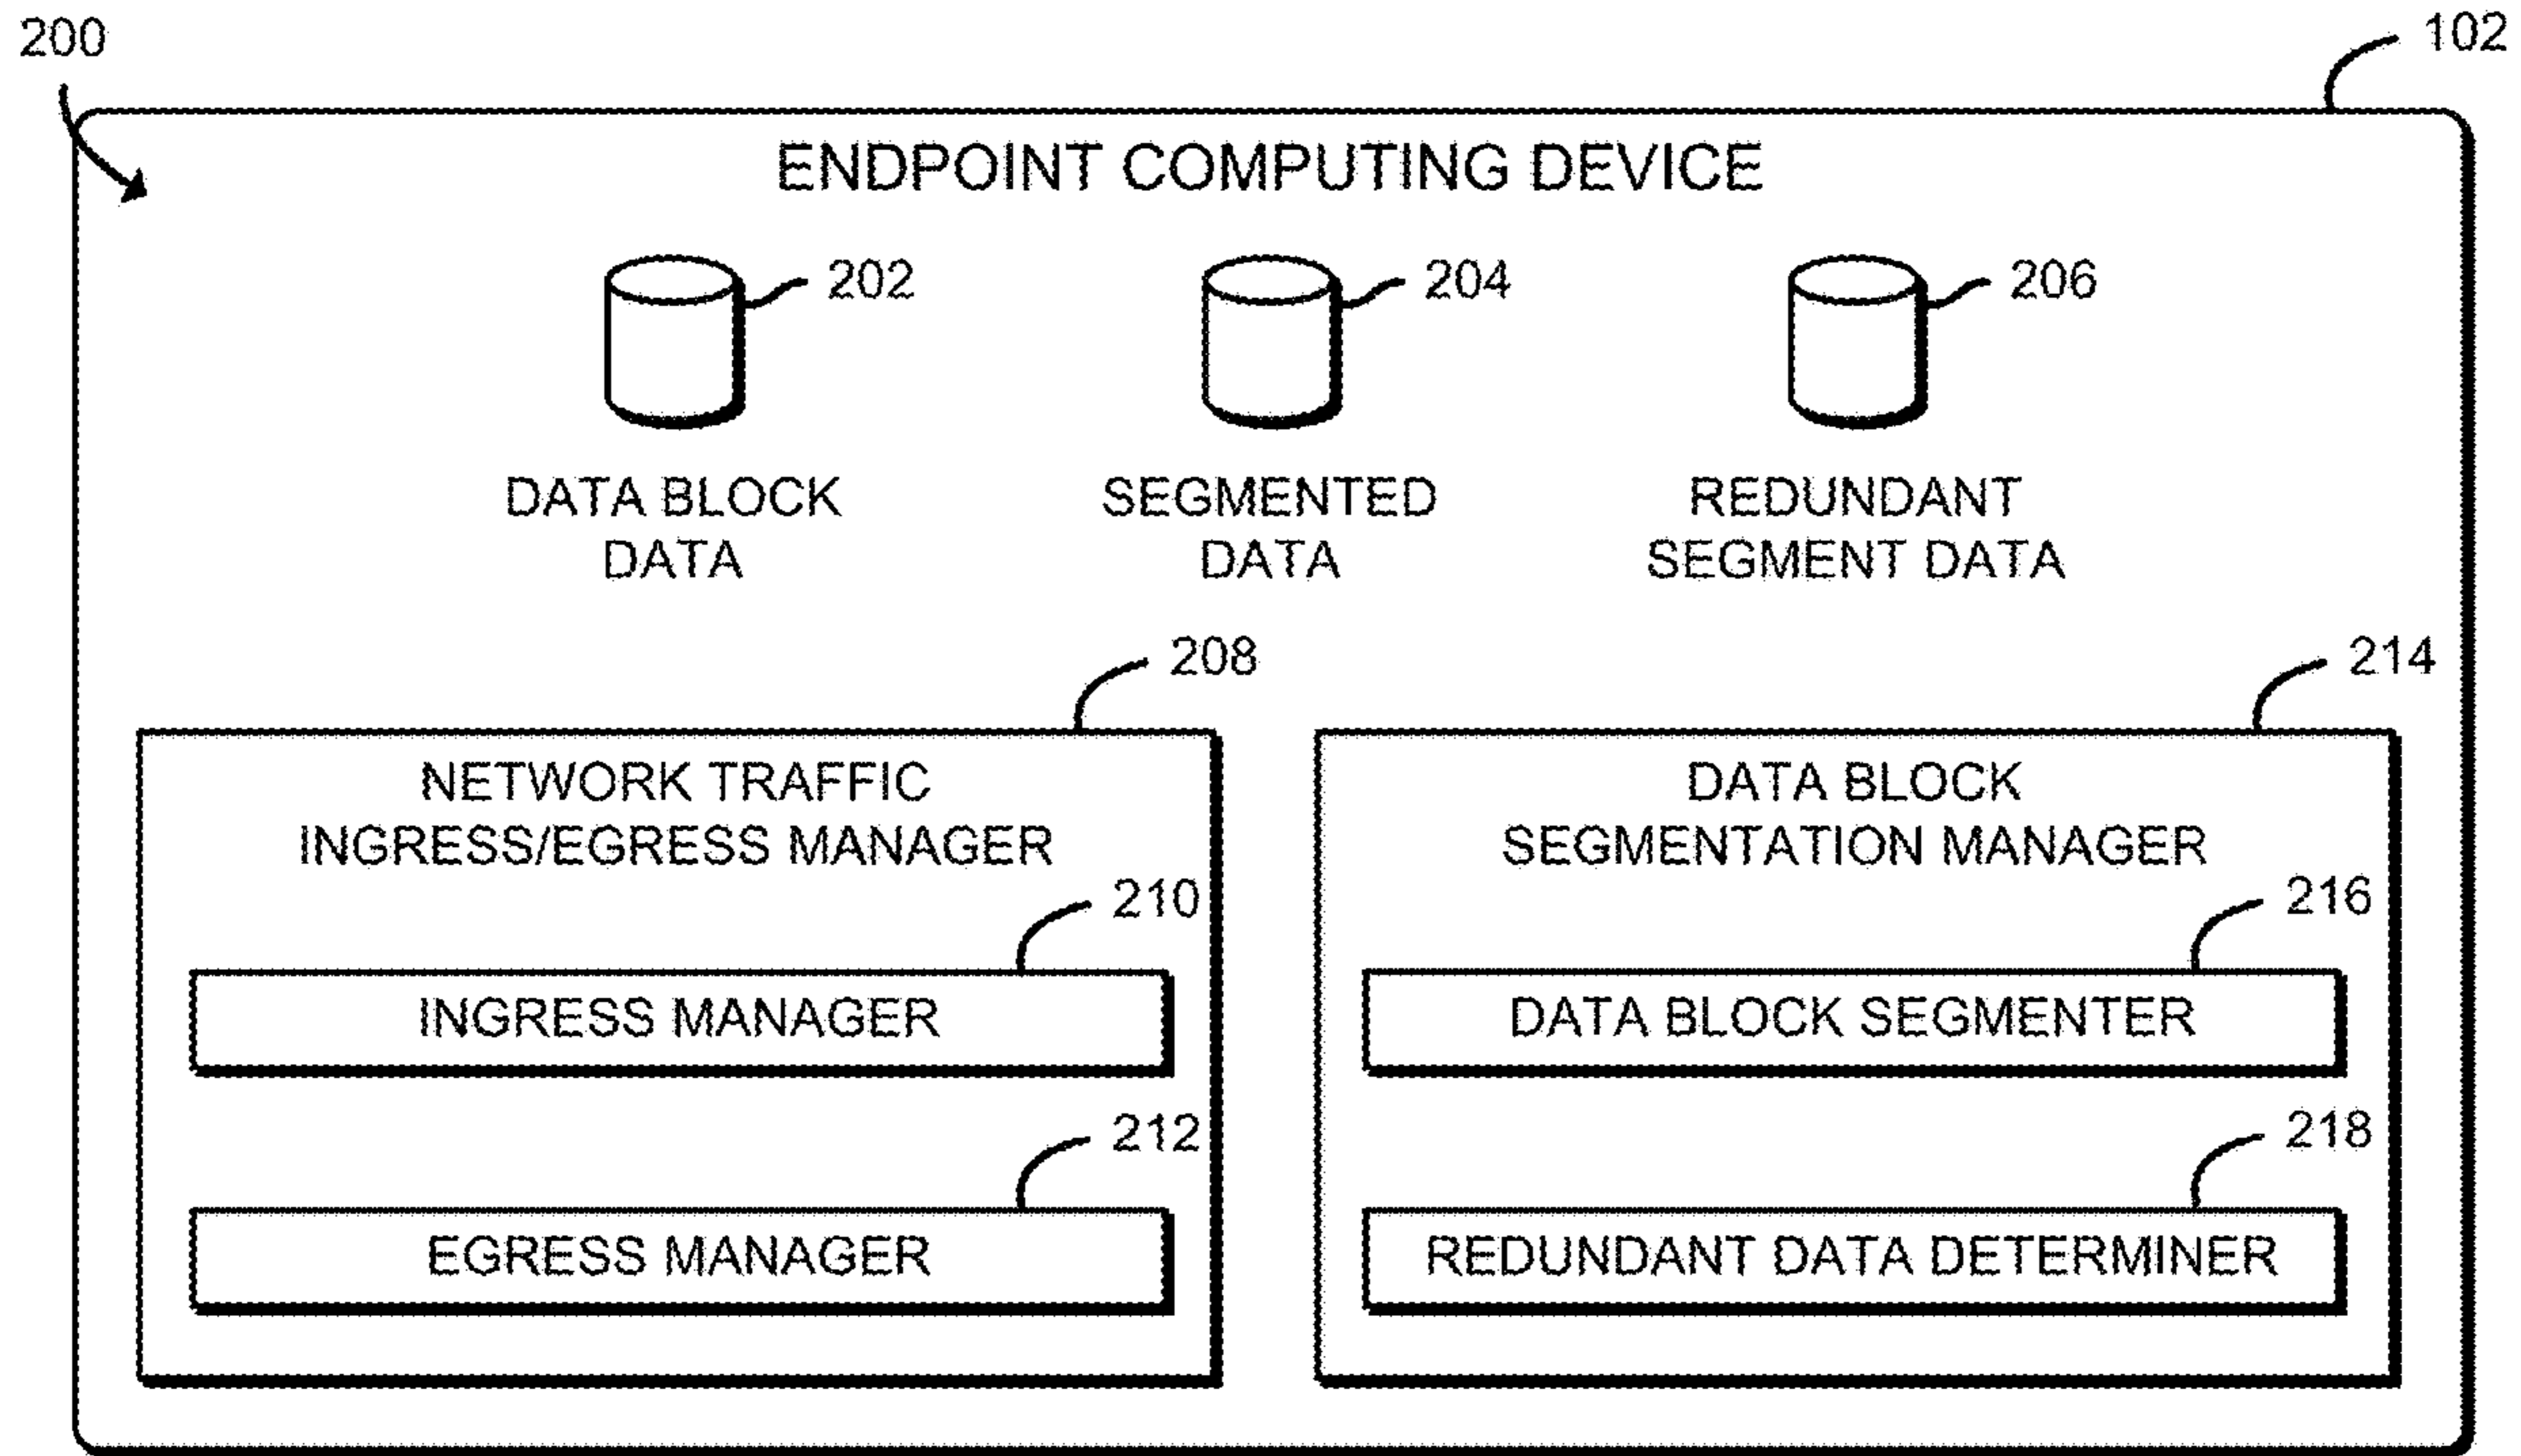 200
102
ENDPOINT COMPUTING DEVICE
202
204
206
DATA BLOCK
DATA
SEGMENTED
DATA
REDUNDANT
SEGMENT DATA
208
NETWORK TRAFFIC
INGRESS/EGRESS MANAGER
210
INGRESS MANAGER
212
EGRESS MANAGER
214
DATA BLOCK
SEGMENTATION MANAGER
216
DATA BLOCK SEGMENTER
218
REDUNDANT DATA DETERMINER